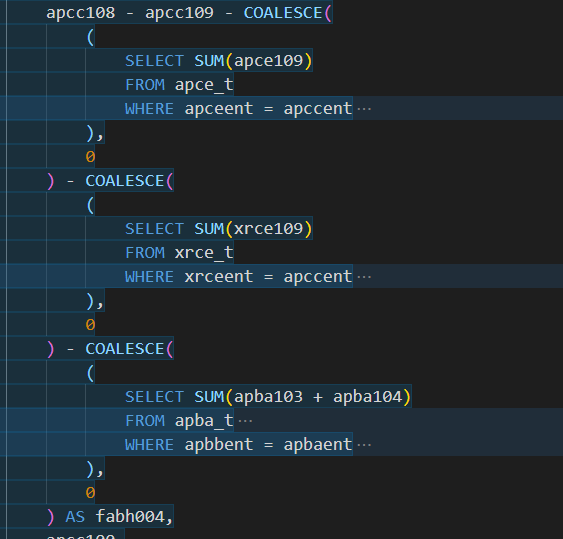 apcc108 - apcc109 - COALESCE(
(
SELECT SUM(apce109)
FROM apce_t
WHERE apceent = apccent ···
),
0
) - COALESCE(
(
SELECT SUM(xrce109)
FROM xrce_t
WHERE xrceent = apccent ···
),
0
) - COALESCE(
(
SELECT SUM(apba103 + apba104)
FROM apba_t ···
WHERE apbbent = apbaent ···
),
0
) AS fabh004,